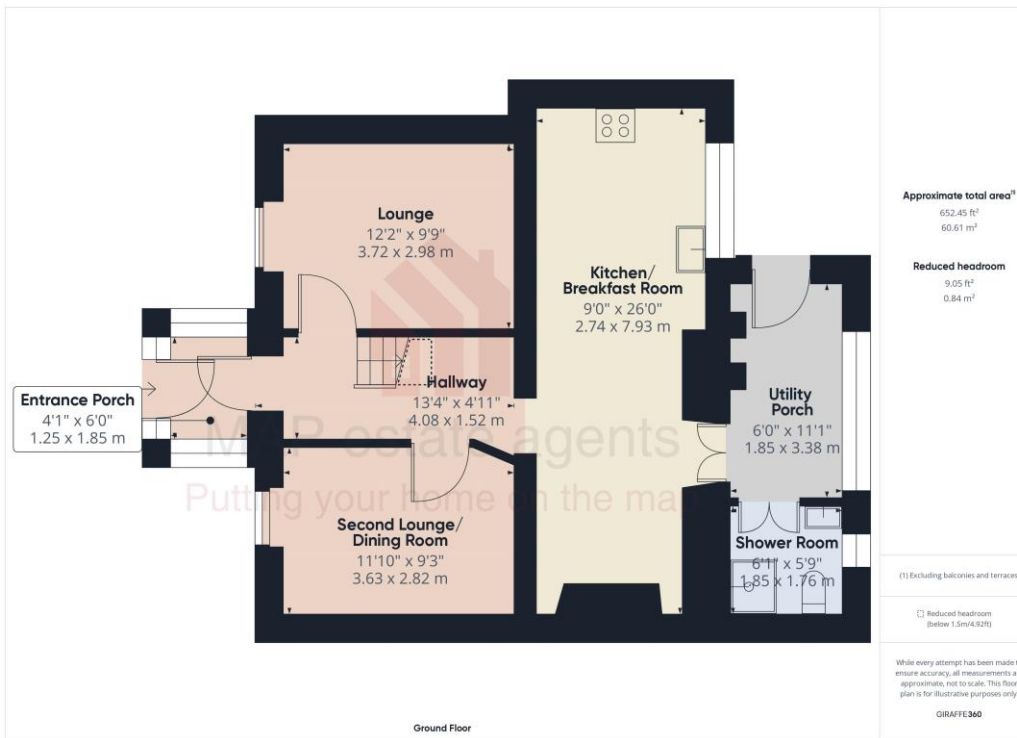 Lounge
12'2" x 9'9"
3.72 x 2.98 m
Kitchen/
Breakfast Room
9'0" x 26'0"
2.74 x 7.93 m
Hallway
13'4" x 4'11"
4.08 x 1.52 m
Entrance Porch
4'1" x 6'0"
1.25 x 1.85 m
Utility
Porch
6'0" x 11'1"
1.85 x 3.38 m
MAP estate agents
Putting your home on the map
Second Lounge/
Dining Room
11'10" x 9'3"
3.63 x 2.82 m
Shower Room
6'1" x 5'9"
1.85 x 1.76 m
Ground Floor
Approximate total area(1)
652.45 ft²
60.61 m²
Reduced headroom
9.05 ft²
0.84 m²
(1) Excluding balconies and terraces
Reduced headroom
(below 1.5m/4.92ft)
While every attempt has been made t
ensure accuracy, all measurements a
approximate, not to scale. This floor
plan is for illustrative purposes only
GIRAFFE360